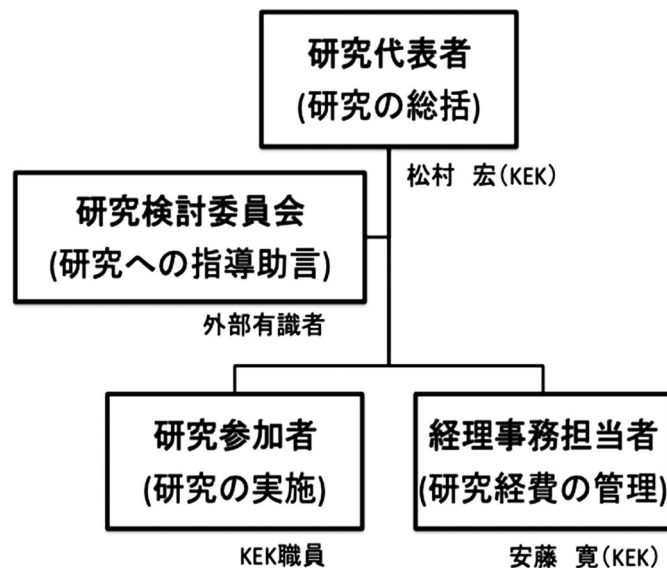 研究代表者
(研究の総括)
松村 宏(KEK)
研究検討委員会
(研究への指導助言)
外部有識者
研究参加者
(研究の実施)
KEK職員
経理事務担当者
(研究経費の管理)
安藤 寛(KEK)